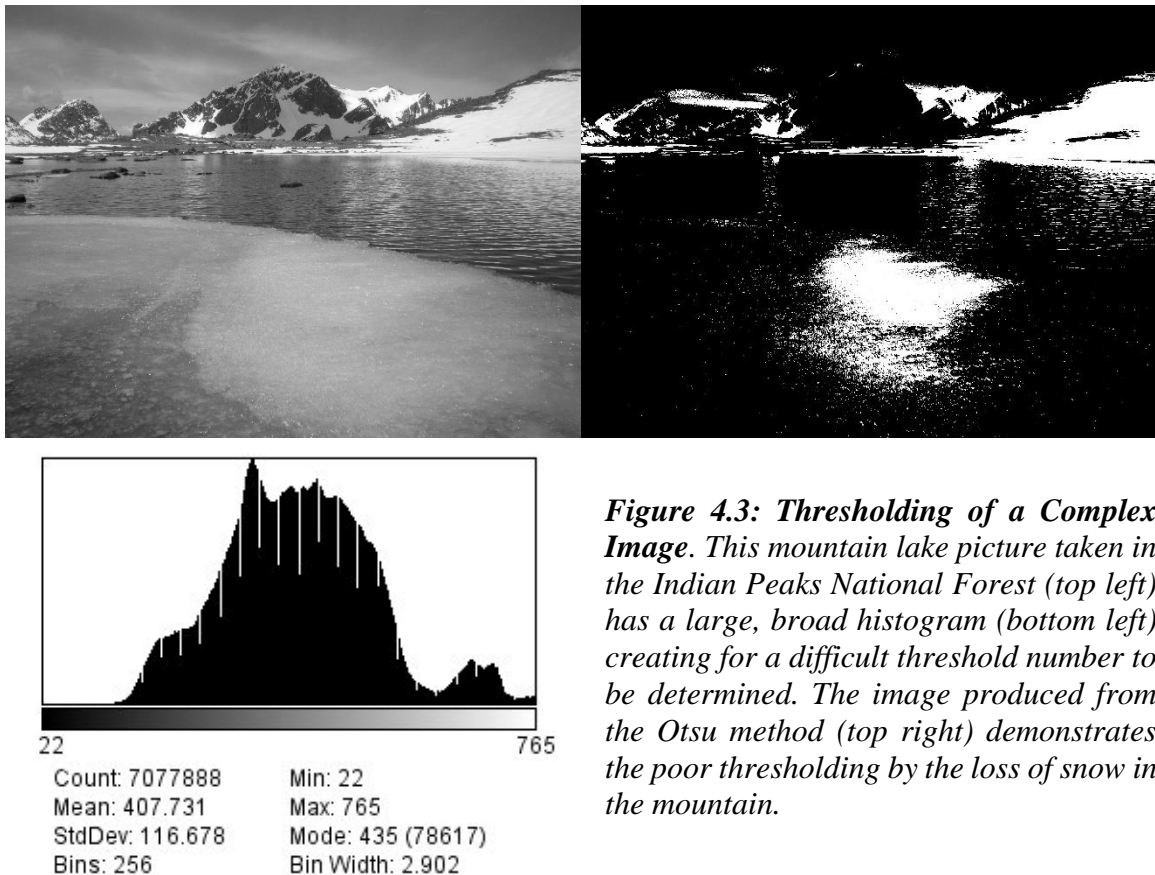 22
765
Count: 7077888
Min: 22
Mean: 407.731
Max: 765
StdDev: 116.678
Mode: 435 (78617)
Bins: 256
Bin Width: 2.902
Figure 4.3: Thresholding of a Complex
Image. This mountain lake picture taken in
the Indian Peaks National Forest (top left)
has a large, broad histogram (bottom left)
creating for a difficult threshold number to
be determined. The image produced from
the Otsu method (top right) demonstrates
the poor thresholding by the loss of snow in
the mountain.